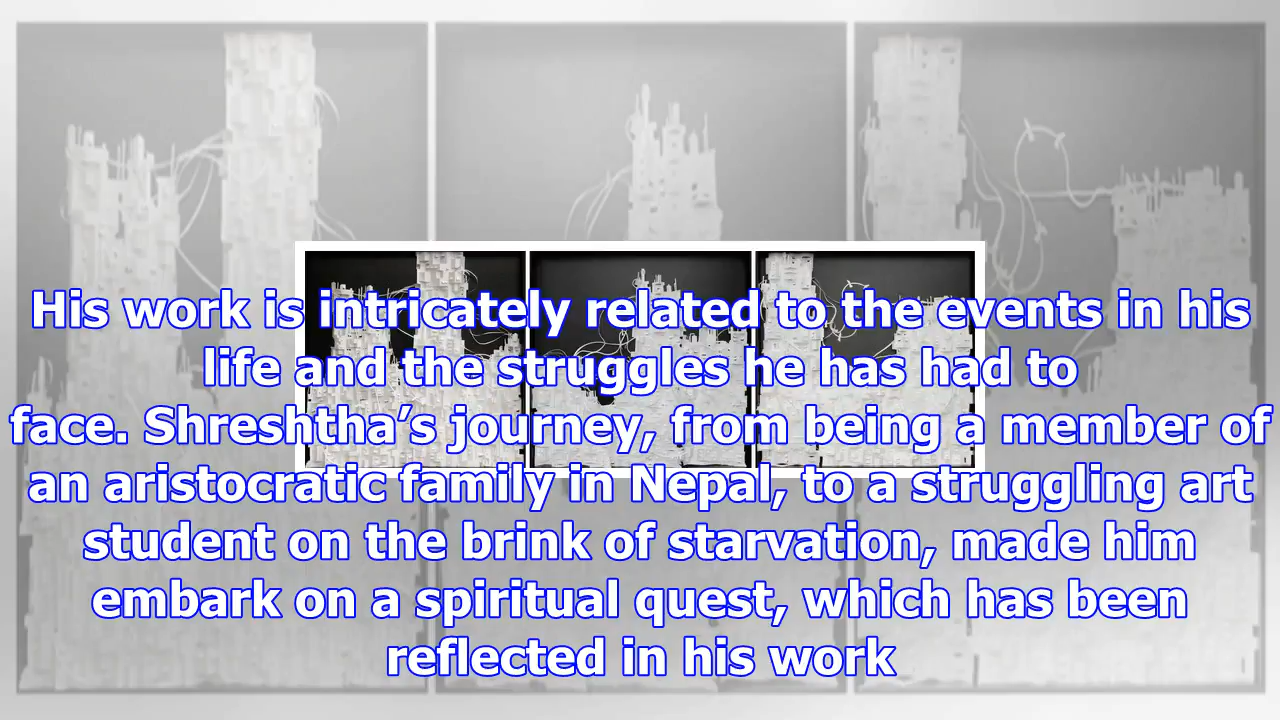 His work is intricately related to the events in his
life and the struggles he has had to
face. Shreshtha’s journey, from being a member of
an aristocratic family in Nepal, to a struggling art
student on the brink of starvation, made him
embark on a spiritual quest, which has been
reflected in his work